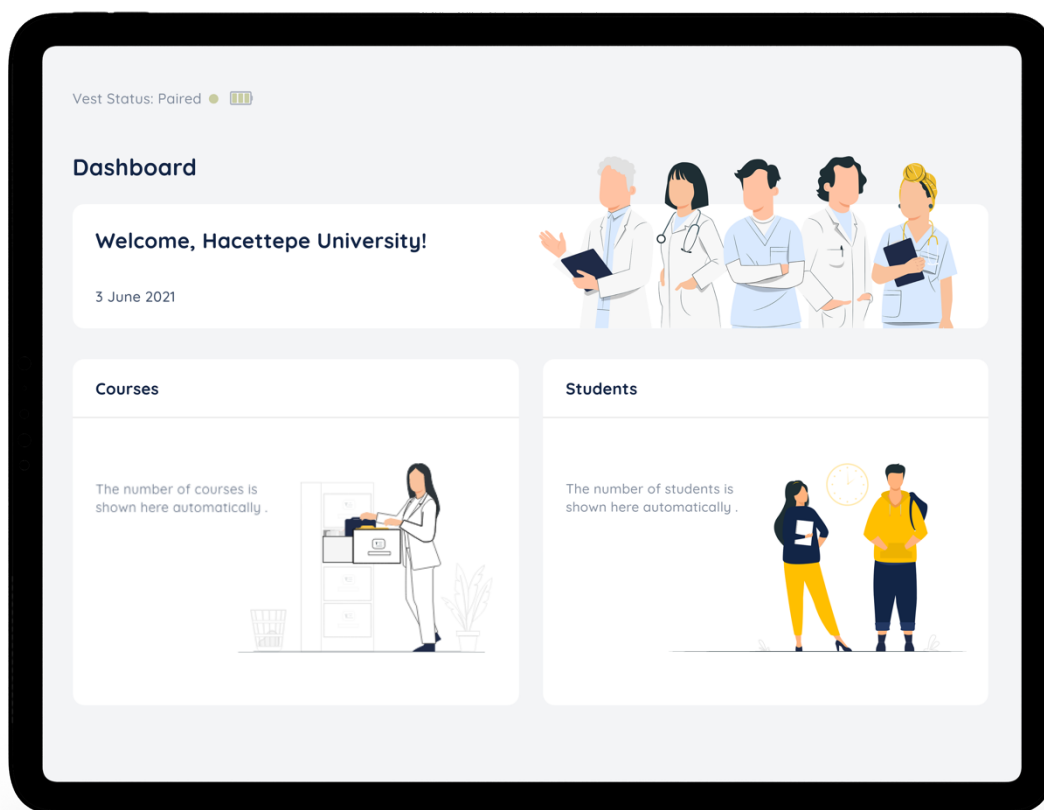 Vest Status: Paired
Dashboard
Welcome, Hacettepe University!
3 June 2021
Courses
The number of courses is
shown here automatically .
Students
The number of students is
shown here automatically .